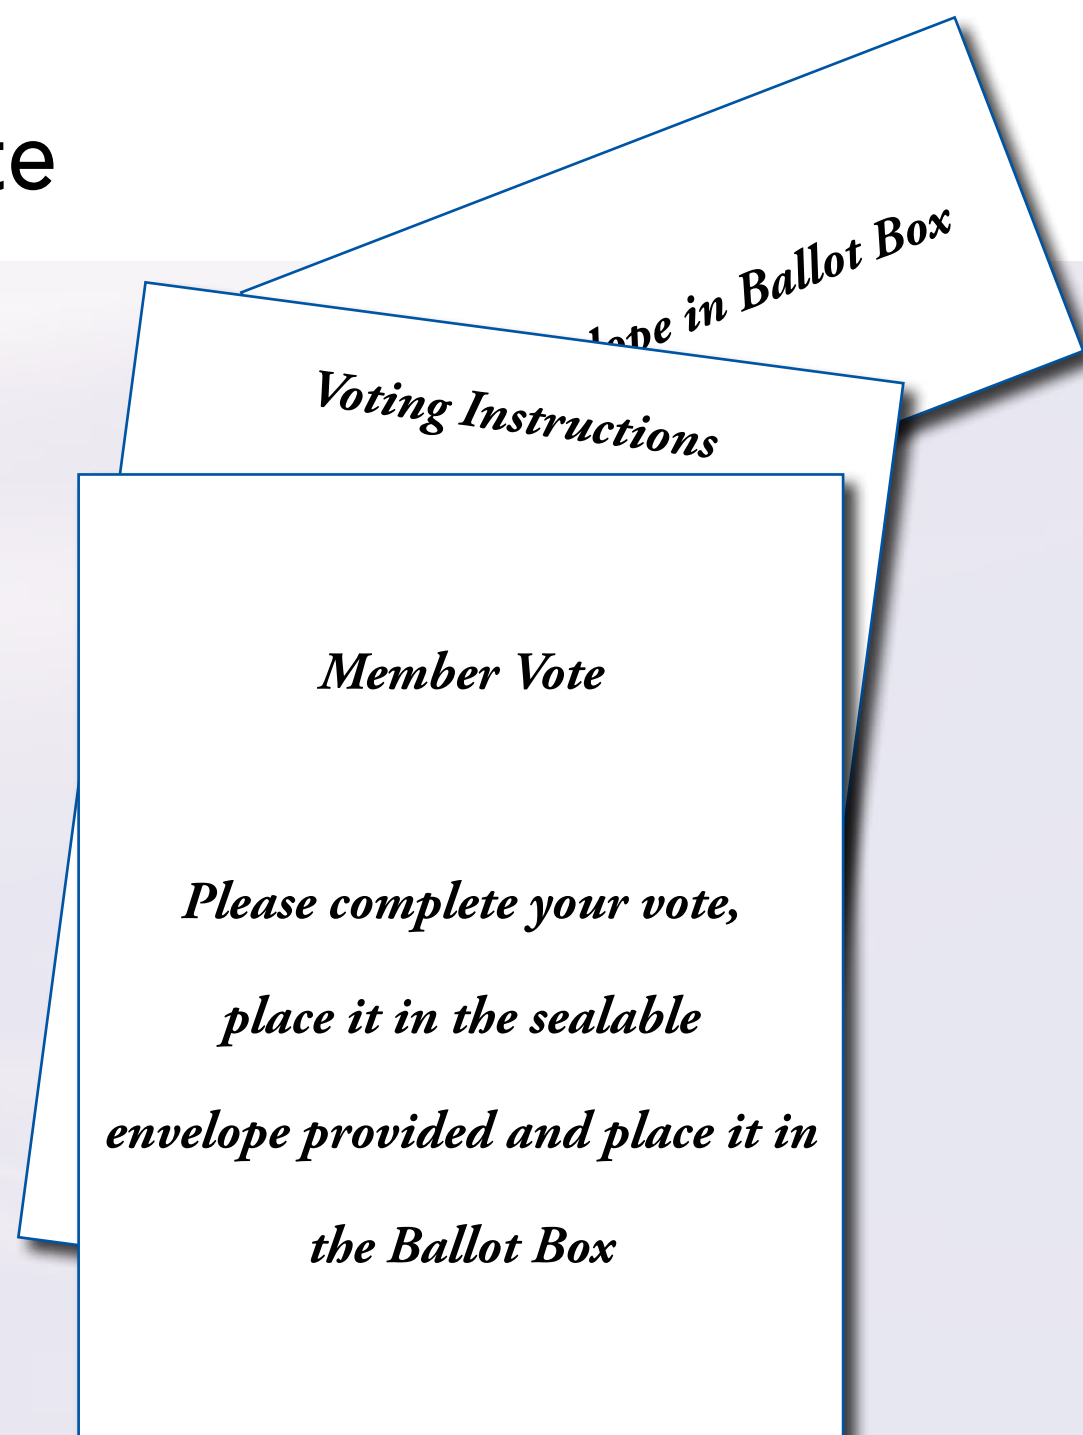 in Ballot Box
Voting Instructions
Member Vote
Please complete your vote,
place it in the sealable
envelope provided and place it in
the Ballot Box